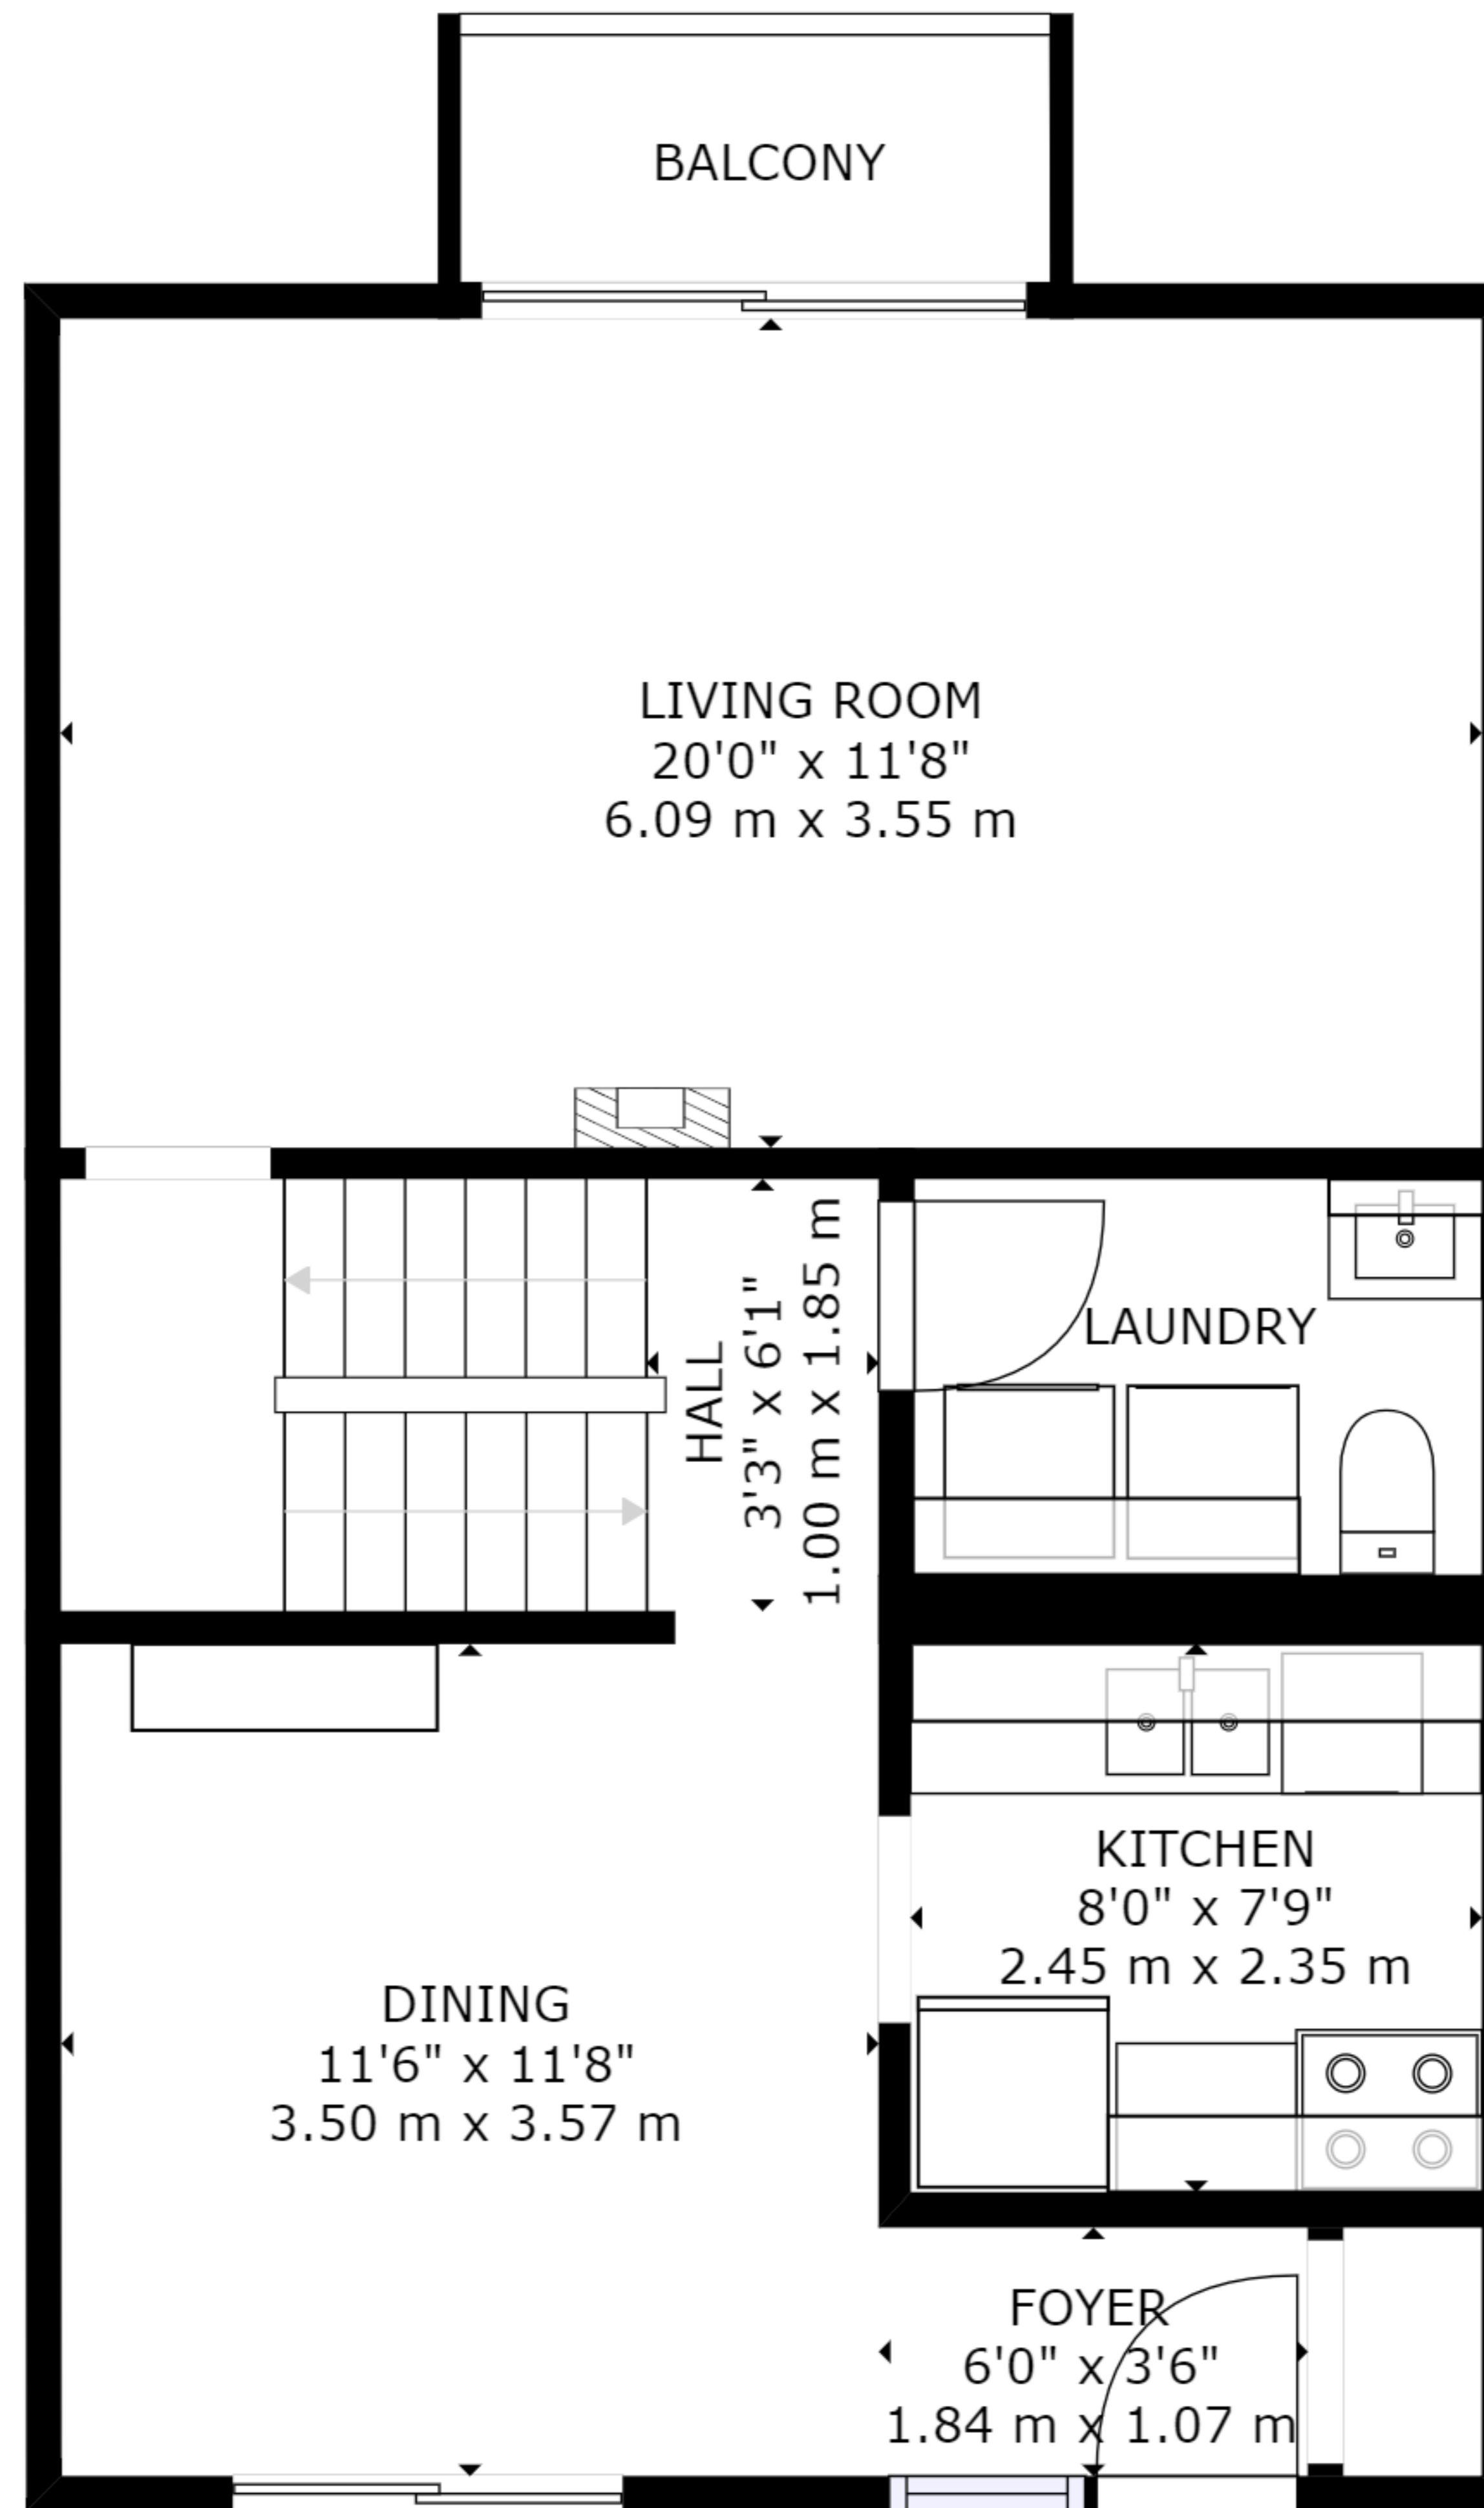 BALCONY
LIVING ROOM
20'0" x 11'8"
6.09 m x 3.55 m
HALL
3'3" x 6'1"
1.00 m x 1.85 m
LAUNDRY
KITCHEN
8'0" x 7'9"
2.45 m x 2.35 m
DINING
11'6" x 11'8"
3.50 m x 3.57 m
FOYER
6'0" x 3'6"
1.84 m x 1.07 m